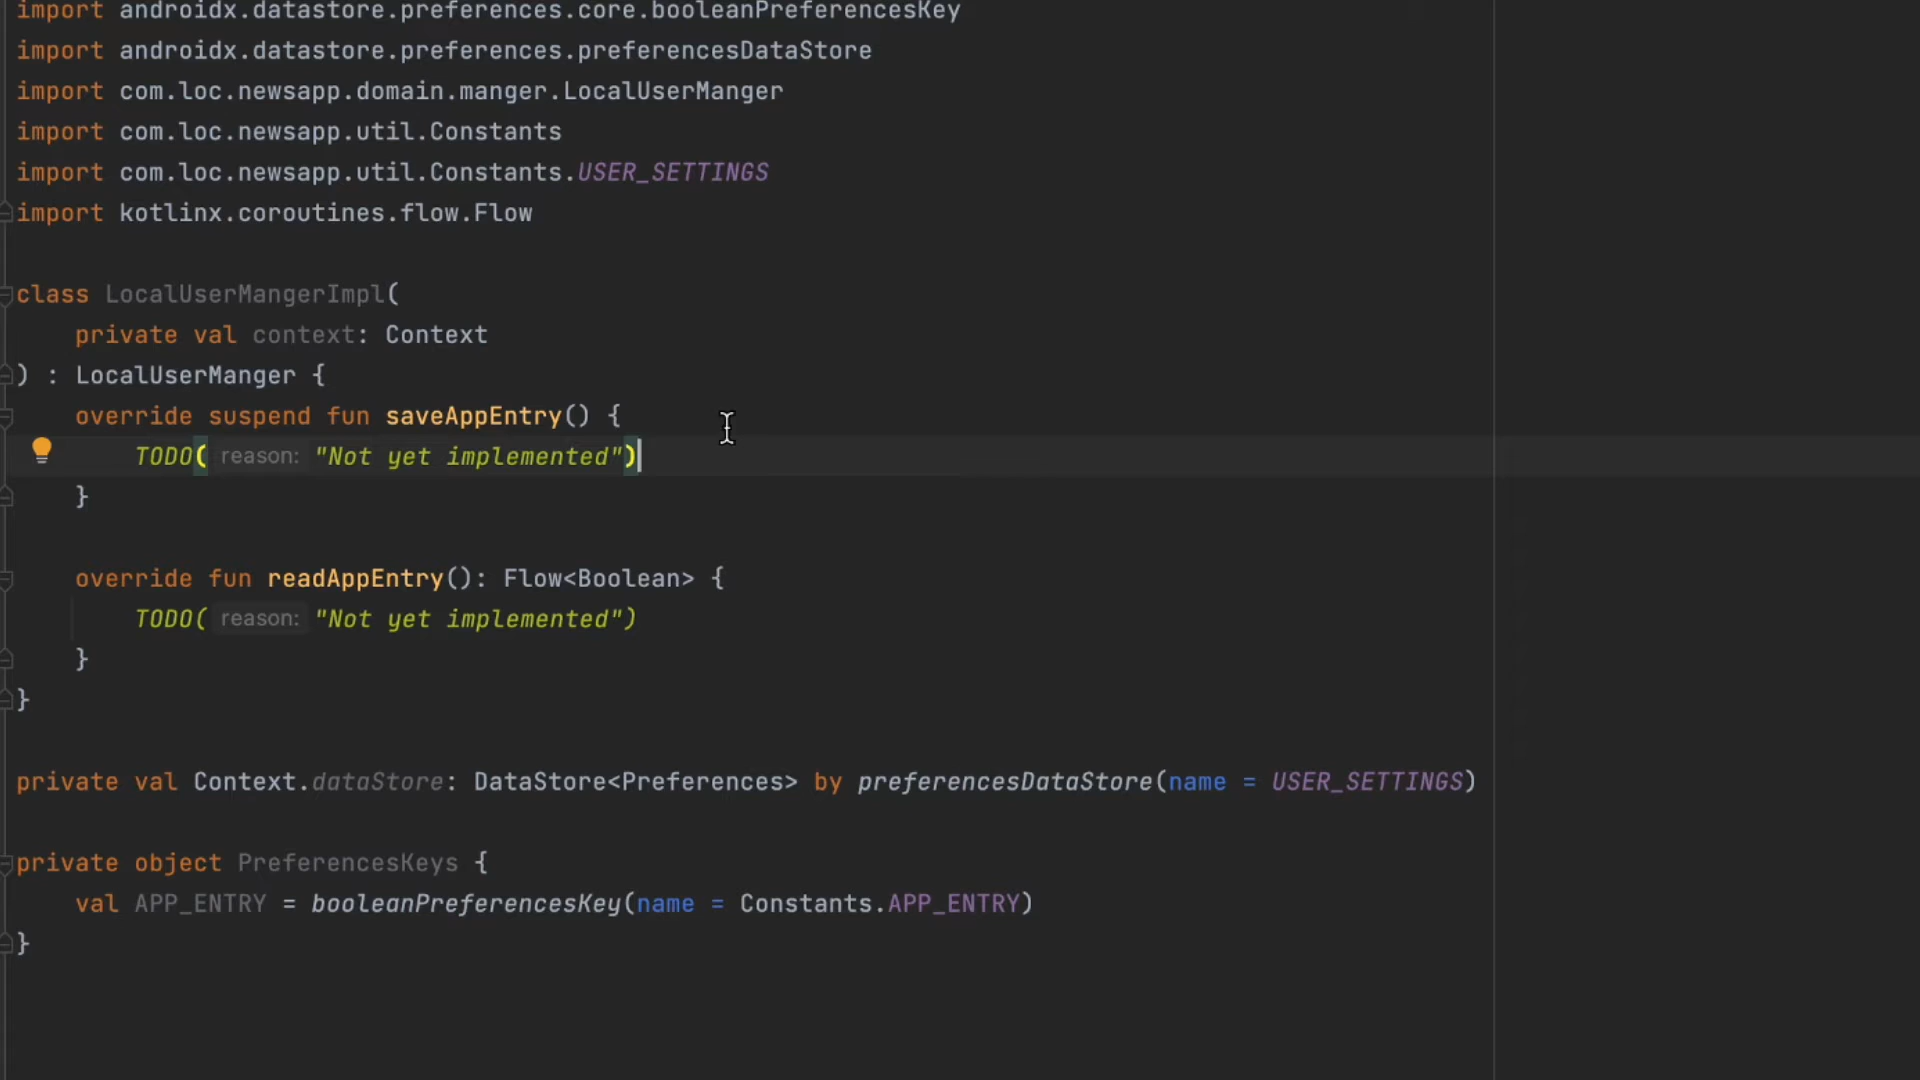 import androidx.datastore.preferences.core.booleanPreferencesKey
import androidx.datastore.preferences.preferencesDataStore
import com.loc.newsapp.domain.manger.LocalUserManger
import com.loc.newsapp.util.Constants
import com.loc.newsapp.util.Constants.USER_SETTINGS
import kotlinx.coroutines.flow.Flow
class LocalUserMangerImpl(
    private val context: Context
) : LocalUserManger {
    override suspend fun saveAppEntry() {
        TODO( reason: "Not yet implemented")
    }
    override fun readAppEntry(): Flow<Boolean> {
        TODO( reason: "Not yet implemented")
    }
}
private val Context.dataStore: DataStore<Preferences> by preferencesDataStore(name = USER_SETTINGS)
private object PreferencesKeys {
    val APP_ENTRY = booleanPreferencesKey(name = Constants.APP_ENTRY)
}